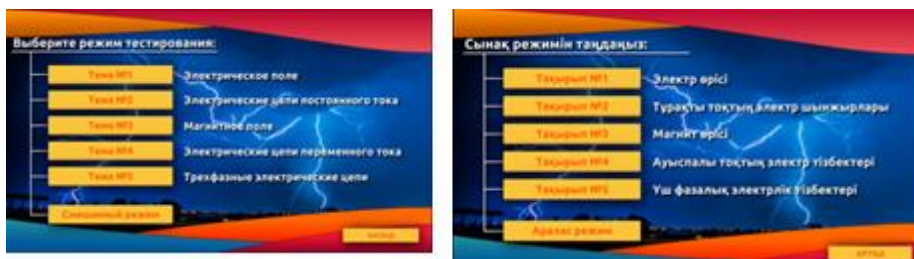 Выберите режим тестирования:
Тема №1 Электрическое поле
Тема №2 Электрические цепи постоянного тока
Тема №3 Магнитное поле
Тема №4 Электрические цепи переменного тока
Тема №5 Трехфазные электрические цепи
Смешанный режим
НАЗАД
Сынақ режимін таңдаңыз:
Тақырып №1 Электр өрісі
Тақырып №2 Тұрақты тоқтың электр шынжырлары
Тақырып №3 Магнит өрісі
Тақырып №4 Ауыспалы тоқтың электр тізбектері
Тақырып №5 Үш фазалық электрлік тізбектері
Аралас режим